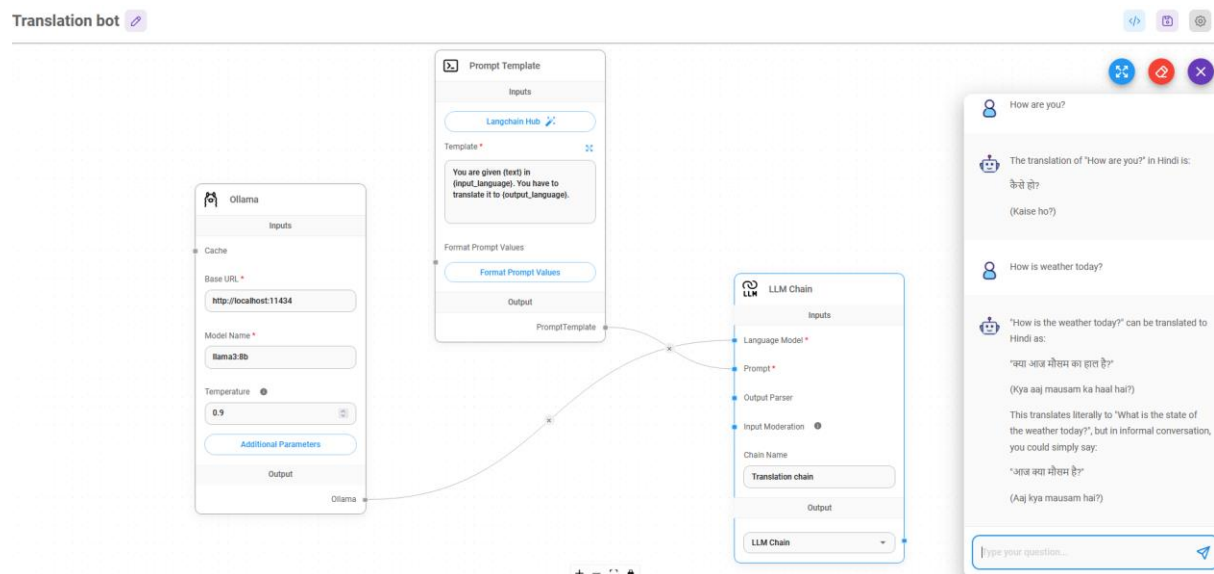 Translation bot
Prompt Template
Inputs
Langchain Hub
Template *
You are given {text} in
{input_language}. You have to
translate it to {output_language}.
Format Prompt Values
Format Prompt Values
Output
PromptTemplate
Ollama
Inputs
Cache
Base URL *
http://localhost:11434
Model Name *
llama3:8b
Temperature
0.9
Additional Parameters
Output
Ollama
LLM
LLM Chain
Inputs
Language Model *
Prompt *
Output Parser
Input Moderation
Chain Name
Translation chain
Output
LLM Chain
How are you?
The translation of "How are you?" in Hindi is:
कैसे हो?
(Kaise ho?)
How is weather today?
"How is the weather today?" can be translated to
Hindi as:
"क्या आज मौसम का हाल है?"
(Kya aaj mausam ka haal hai?)
This translates literally to "What is the state of
the weather today?", but in informal conversation,
you could simply say:
"आज क्या मौसम है?"
(Aaj kya mausam hai?)
Type your question...